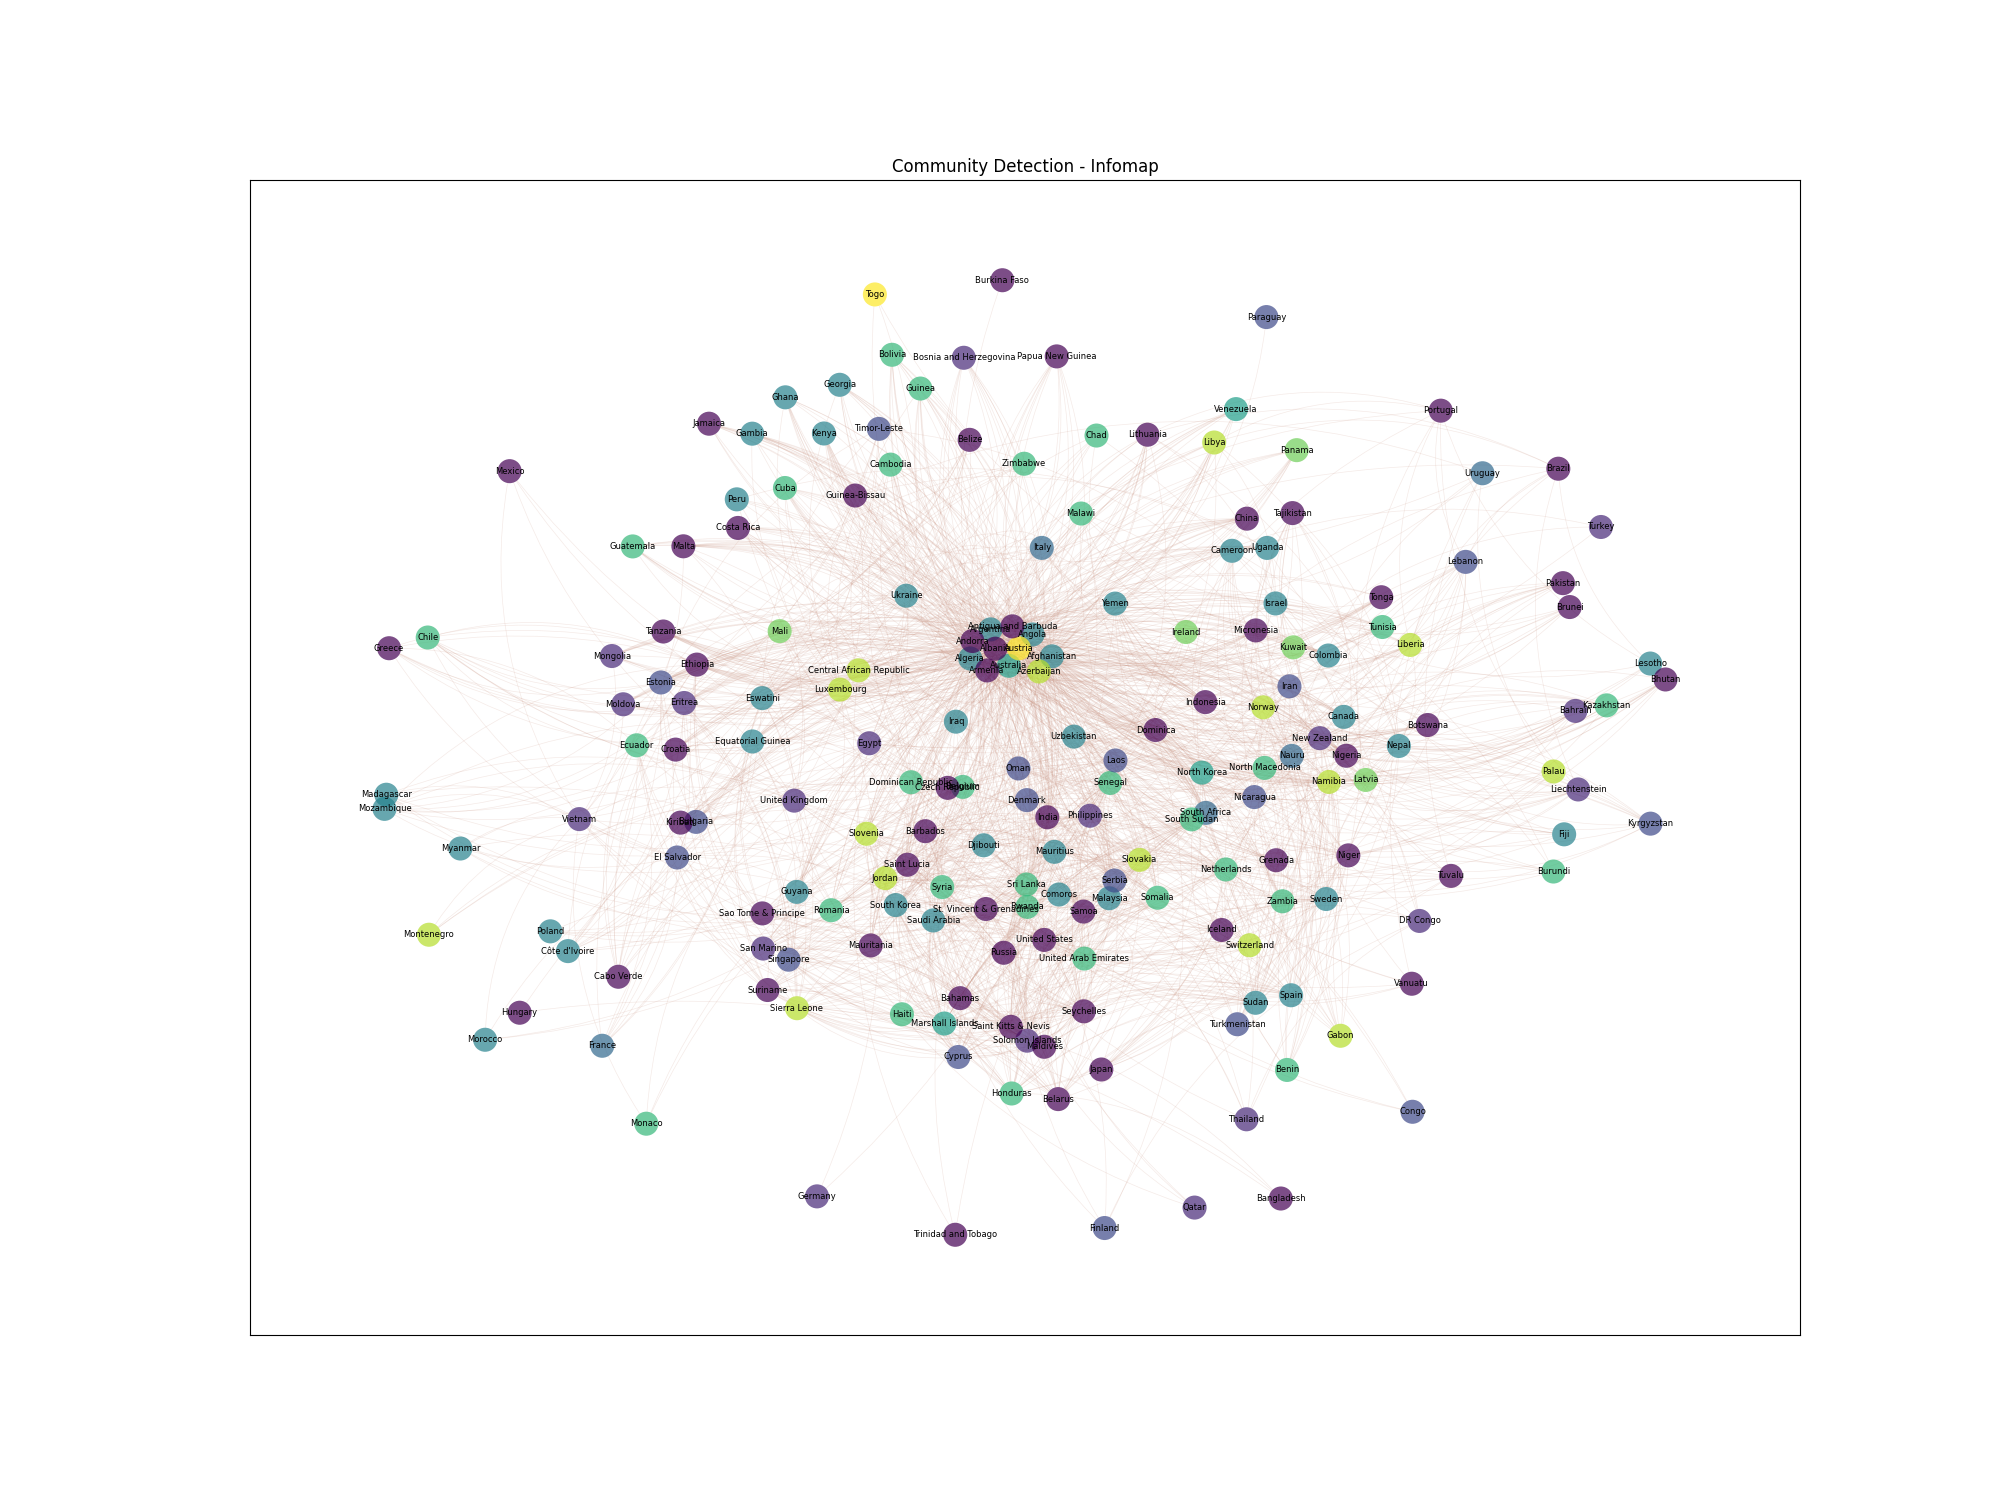 Community Detection - Infomap
Burkina Faso
Togo
Paraguay
Bolivia
Bosnia and Herzegovina
Papua New Guinea
Georgia
Guinea
Ghana
Venezuela
Portugal
Jamaica
Gambia
Kenya
Timor-Leste
Belize
Chad
Lithuania
Libya
Panama
Cambodia
Zimbabwe
Mexico
Uruguay
Brazil
Cuba
Guinea-Bissau
Peru
Malawi
China
Tajikistan
Costa Rica
Turkey
Guatemala
Malta
Italy
Cameroon
Uganda
Lebanon
Pakistan
Ukraine
Yemen
Israel
Tonga
Brunei
Antigua and Barbuda
Argentina
Angola
Tanzania
Mali
Ireland
Micronesia
Tunisia
Chile
Andorra
Greece
Albania
Austria
Kuwait
Liberia
Mongolia
Algeria
Afghanistan
Colombia
Ethiopia
Australia
Lesotho
Central African Republic
Armenia
Azerbaijan
Bhutan
Estonia
Luxembourg
Iran
Moldova
Eritrea
Eswatini
Indonesia
Norway
Kazakhstan
Bahrain
Iraq
Canada
Botswana
Ecuador
Croatia
Equatorial Guinea
Egypt
Uzbekistan
Dominica
New Zealand
Nepal
Nauru
Nigeria
Oman
Laos
North Korea
North Macedonia
Palau
Dominican Republic
Czech Republic
Belgium
Senegal
Namibia
Latvia
Liechtenstein
Madagascar
Mozambique
United Kingdom
Denmark
Nicaragua
Vietnam
Kiribati
Bulgaria
India
Philippines
South Africa
South Sudan
Kyrgyzstan
Slovenia
Barbados
Fiji
Myanmar
El Salvador
Djibouti
Mauritius
Slovakia
Grenada
Niger
Saint Lucia
Netherlands
Burundi
Jordan
Syria
Sri Lanka
Serbia
Tuvalu
Guyana
Comoros
Malaysia
Somalia
Zambia
Sweden
Romania
South Korea
St. Vincent & Grenadines
Rwanda
Sao Tome & Principe
Saudi Arabia
Samoa
DR Congo
Montenegro
Poland
Iceland
Côte d'Ivoire
San Marino
Singapore
Mauritania
Russia
United States
United Arab Emirates
Switzerland
Cabo Verde
Suriname
Vanuatu
Sierra Leone
Bahamas
Spain
Sudan
Hungary
Haiti
Marshall Islands
Saint Kitts & Nevis
Seychelles
Turkmenistan
Morocco
France
Cyprus
Solomon Islands
Maldives
Gabon
Japan
Benin
Honduras
Belarus
Monaco
Thailand
Congo
Germany
Bangladesh
Qatar
Trinidad and Tobago
Finland